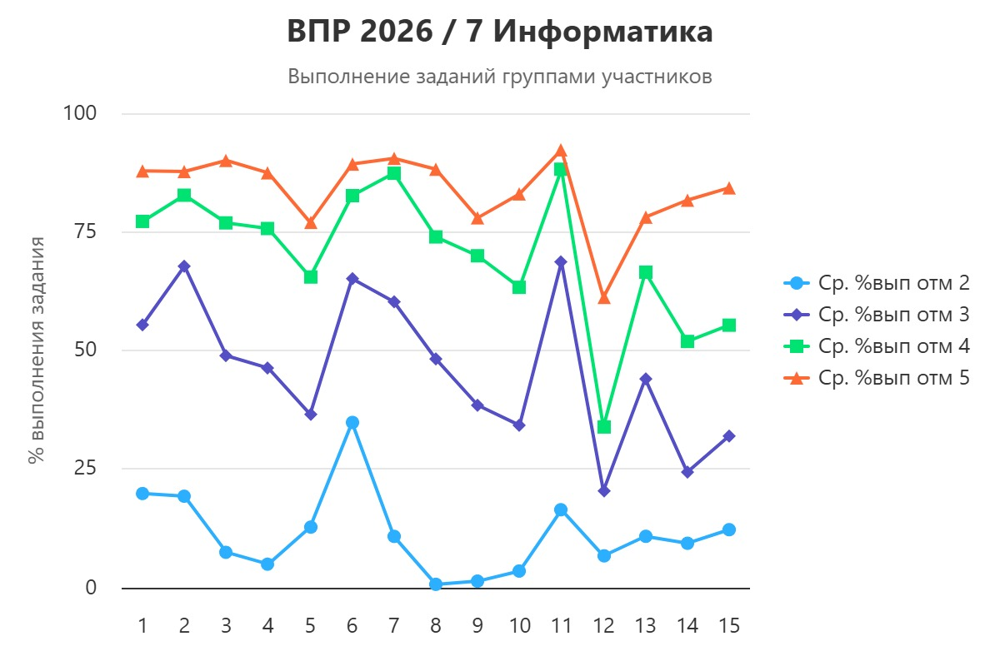 ВПР 2026 / 7 Информатика
Выполнение заданий группами участников
% выполнения задания
100
75
50
25
0
1 2 3 4 5 6 7 8 9 10 11 12 13 14 15
Ср. %вып отм 2
Ср. %вып отм 3
Ср. %вып отм 4
Ср. %вып отм 5